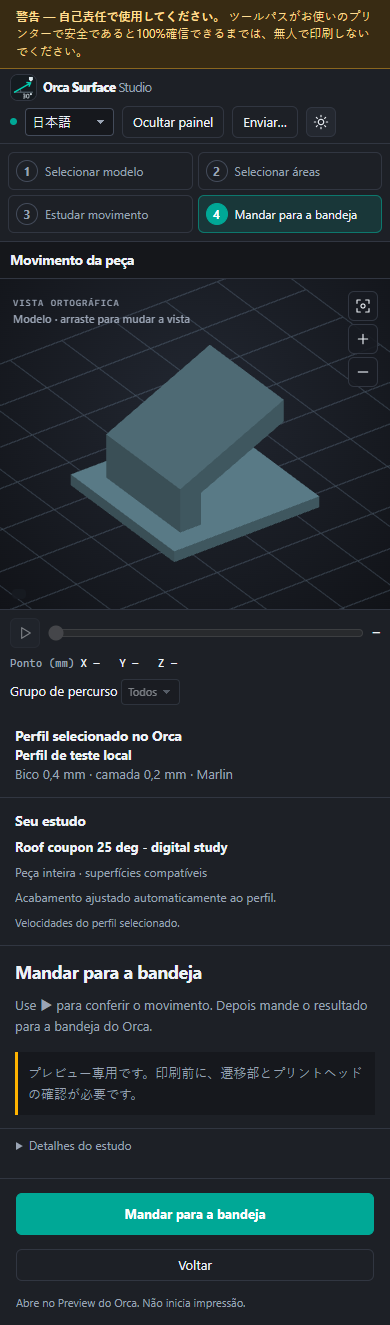 警告 — 自己責任で使用してください。 ツールパスがお使いのプリ
ンターで安全であると100%確信できるまでは、無人で印刷しない
でください。
Orca Surface Studio
日本語
Ocultar painel
Enviar...
1 Selecionar modelo
2 Selecionar áreas
3 Estudar movimento
4 Mandar para a bandeja
Movimento da peça
VISTA ORTOGRÁFICA
Modelo · arraste para mudar a vista
–
Ponto (mm) X – Y – Z –
Grupo de percurso Todos
Perfil selecionado no Orca
Perfil de teste local
Bico 0,4 mm · camada 0,2 mm · Marlin
Seu estudo
Roof coupon 25 deg - digital study
Peça inteira · superfícies compatíveis
Acabamento ajustado automaticamente ao perfil.
Velocidades do perfil selecionado.
Mandar para a bandeja
Use ▶ para conferir o movimento. Depois mande o resultado
para a bandeja do Orca.
プレビュー専用です。印刷前に、遷移部とプリントヘッド
の確認が必要です。
▶ Detalhes do estudo
Mandar para a bandeja
Voltar
Abre no Preview do Orca. Não inicia impressão.